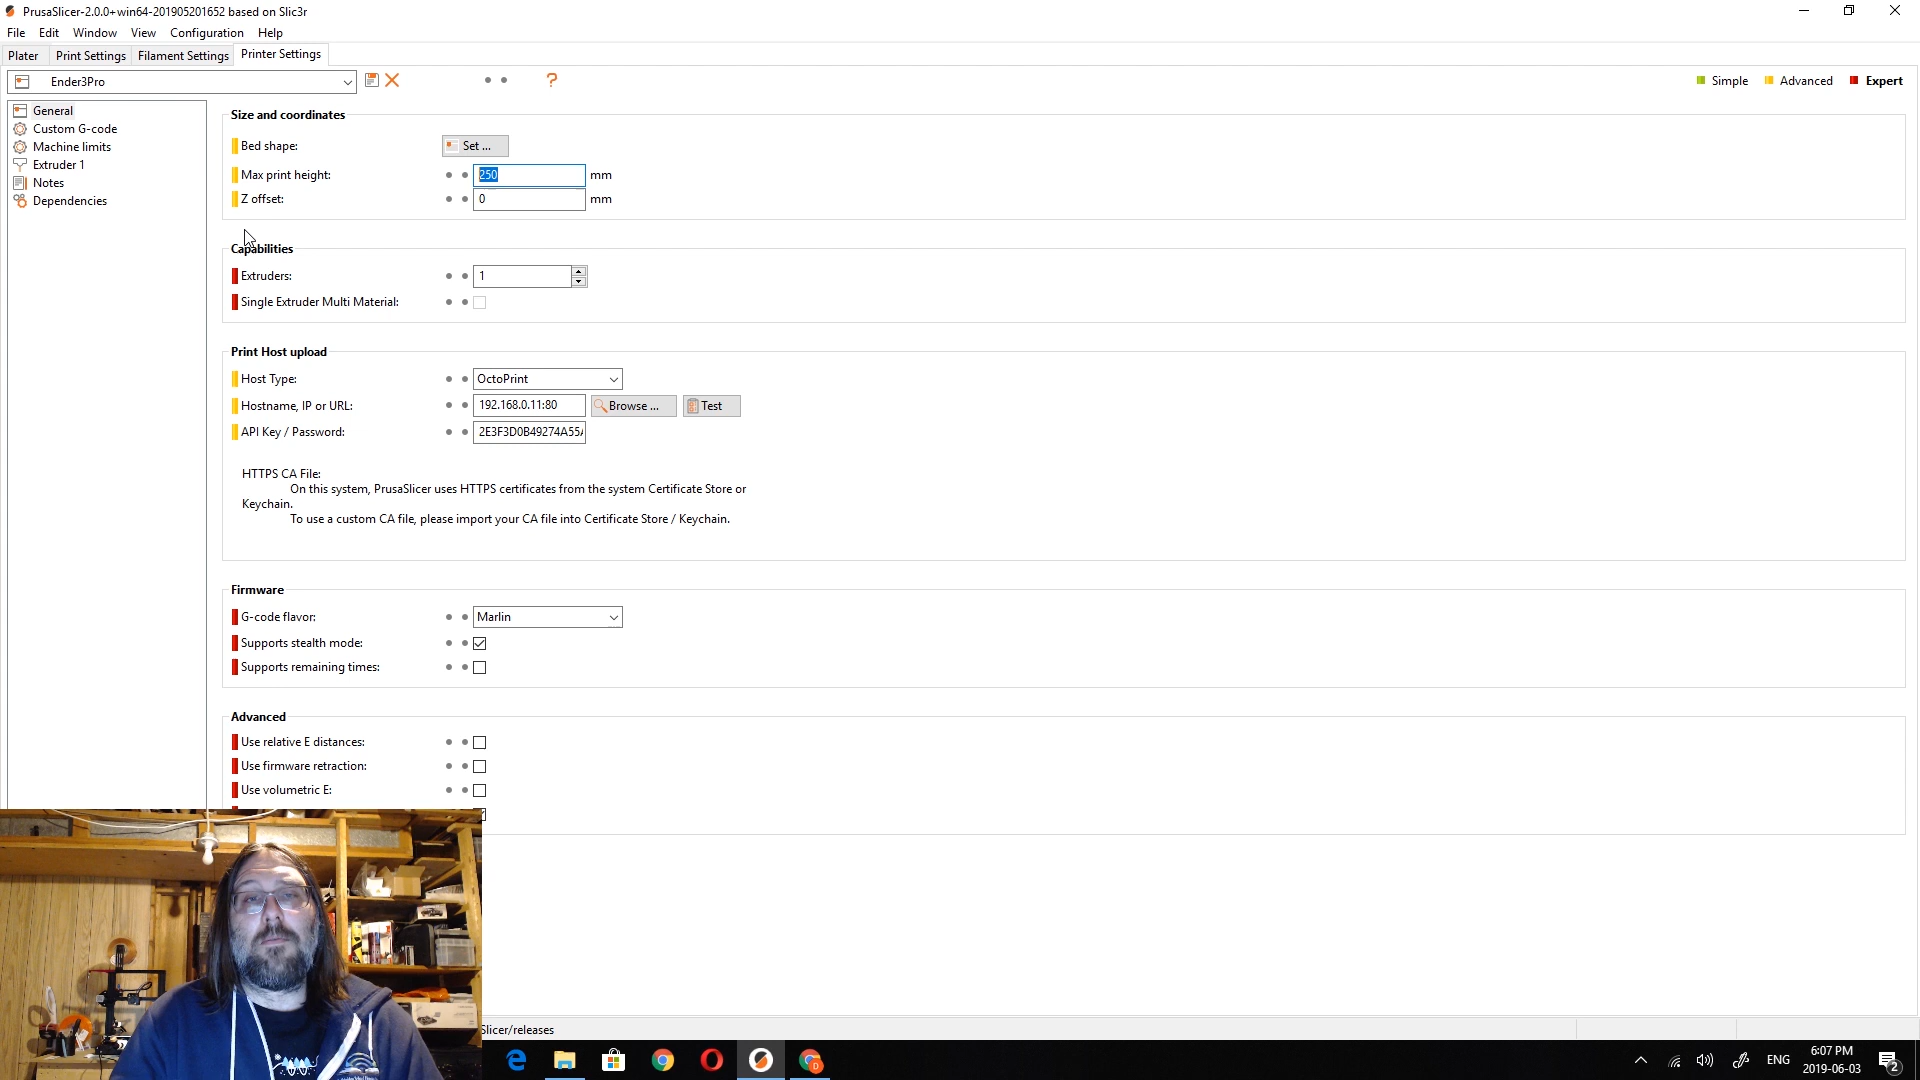 PrusaSlicer-2.0.0+win64-201905201652 based on Slic3r
File Edit Window View Configuration Help
Plater Print Settings Filament Settings Printer Settings
Ender3Pro ? Simple Advanced Expert
General
Custom G-code
Machine limits
Extruder 1
Notes
Dependencies
Size and coordinates
Bed shape: Set ...
Max print height: 250 mm
Z offset: 0 mm
Capabilities
Extruders: 1
Single Extruder Multi Material:
Print Host upload
Host Type: OctoPrint
Hostname, IP or URL: 192.168.0.11:80 Browse ... Test
API Key / Password: 2E3F3D0B49274A55
HTTPS CA File:
On this system, PrusaSlicer uses HTTPS certificates from the system Certificate Store or
Keychain.
To use a custom CA file, please import your CA file into Certificate Store / Keychain.
Firmware
G-code flavor: Marlin
Supports stealth mode:
Supports remaining times:
Advanced
Use relative E distances:
Use firmware retraction:
Use volumetric E:
Slicer/releases
ENG 6:07 PM
2019-06-03
2